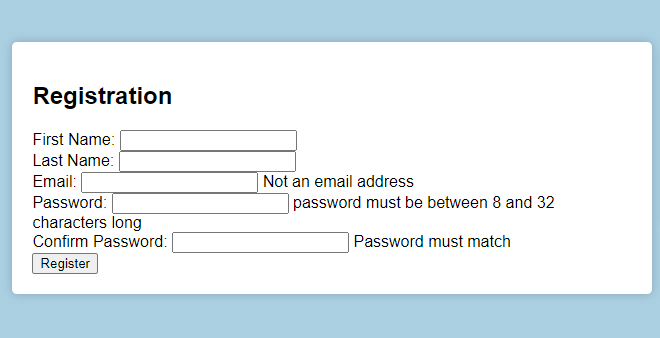 Registration
First Name:
Last Name:
Email: Not an email address
Password: password must be between 8 and 32
characters long
Confirm Password: Password must match
Register